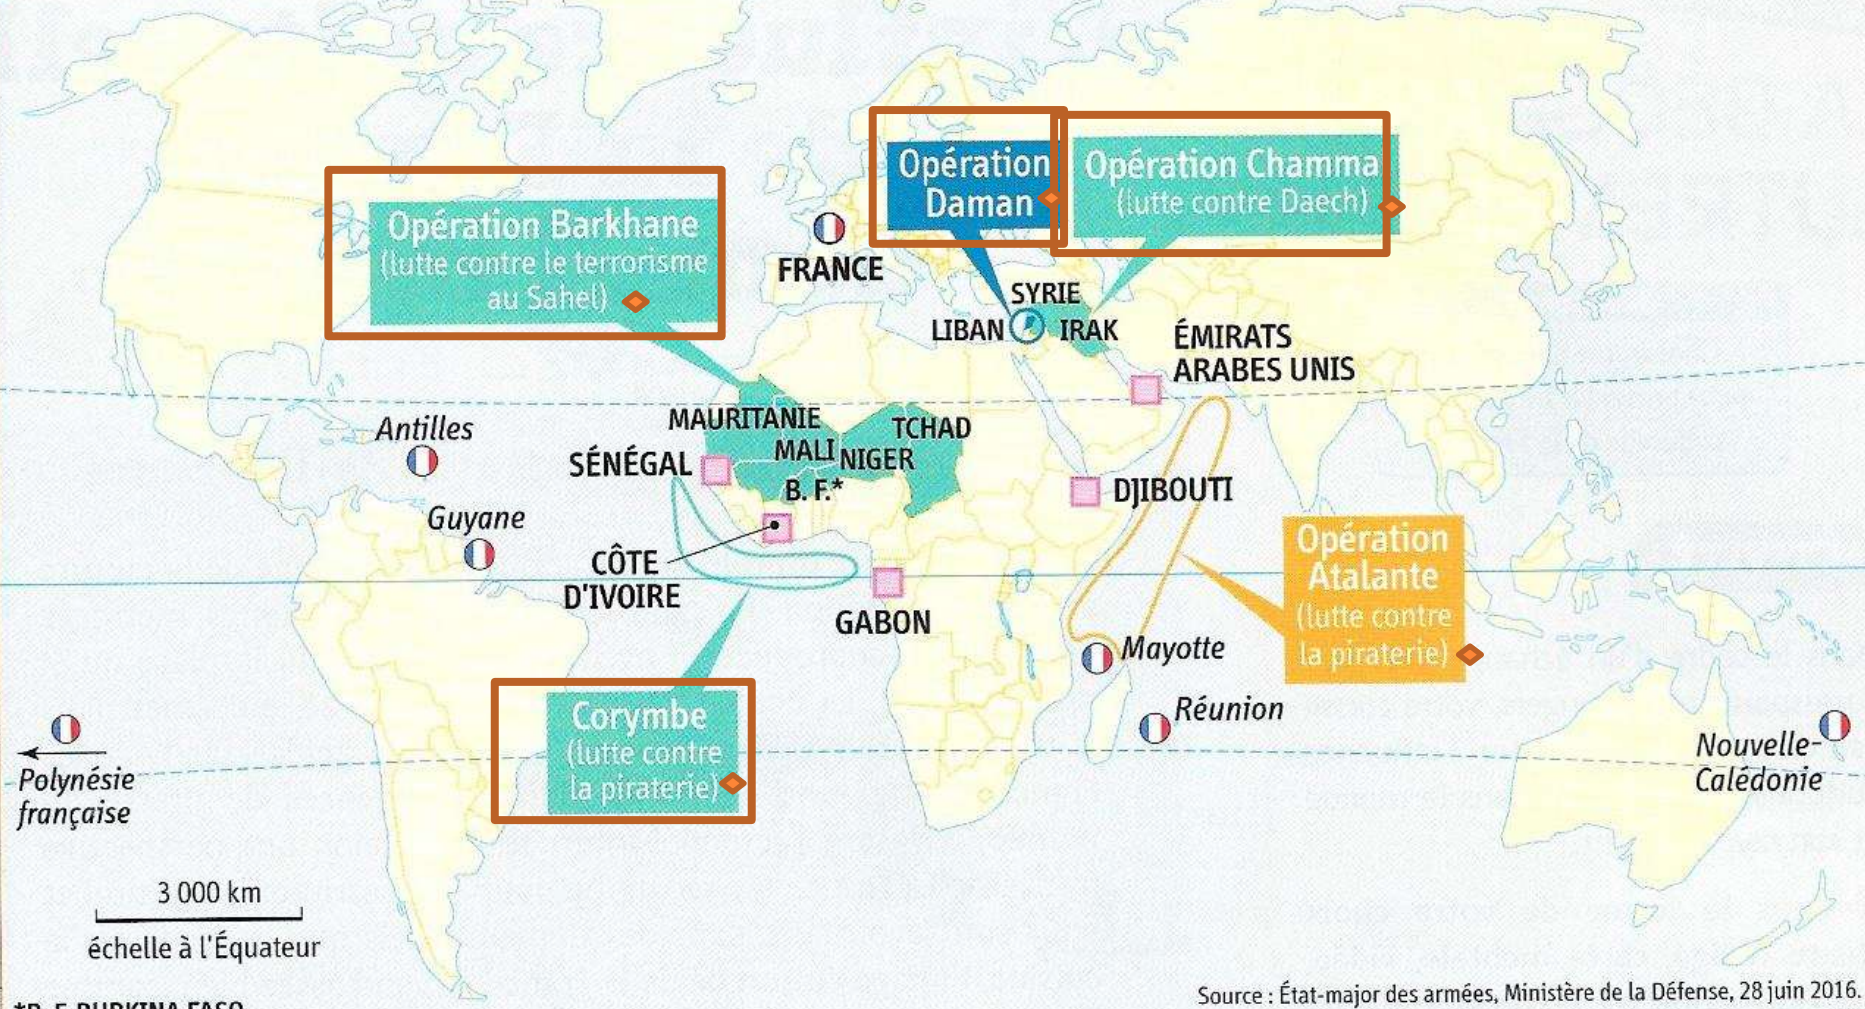 Opération
Daman
Opération Chamma
(lutte contre Daech)
Opération Barkhane
(lutte contre le terrorisme
au Sahel)
FRANCE
SYRIE
LIBAN
IRAK
ÉMIRATS
ARABES UNIS
MAURITANIE
TCHAD
MALI
NIGER
B. F.*
SÉNÉGAL
Antilles
Guyane
DJIBOUTI
CÔTE
D'IVOIRE
GABON
Opération
Atalante
(lutte contre
la piraterie)
Mayotte
Réunion
Corymbe
(lutte contre
la piraterie)
Polynésie
française
Nouvelle-
Calédonie
3 000 km
échelle à l'Équateur
*B. F. BURKINA FASO
Source : État-major des armées, Ministère de la Défense, 28 juin 2016.